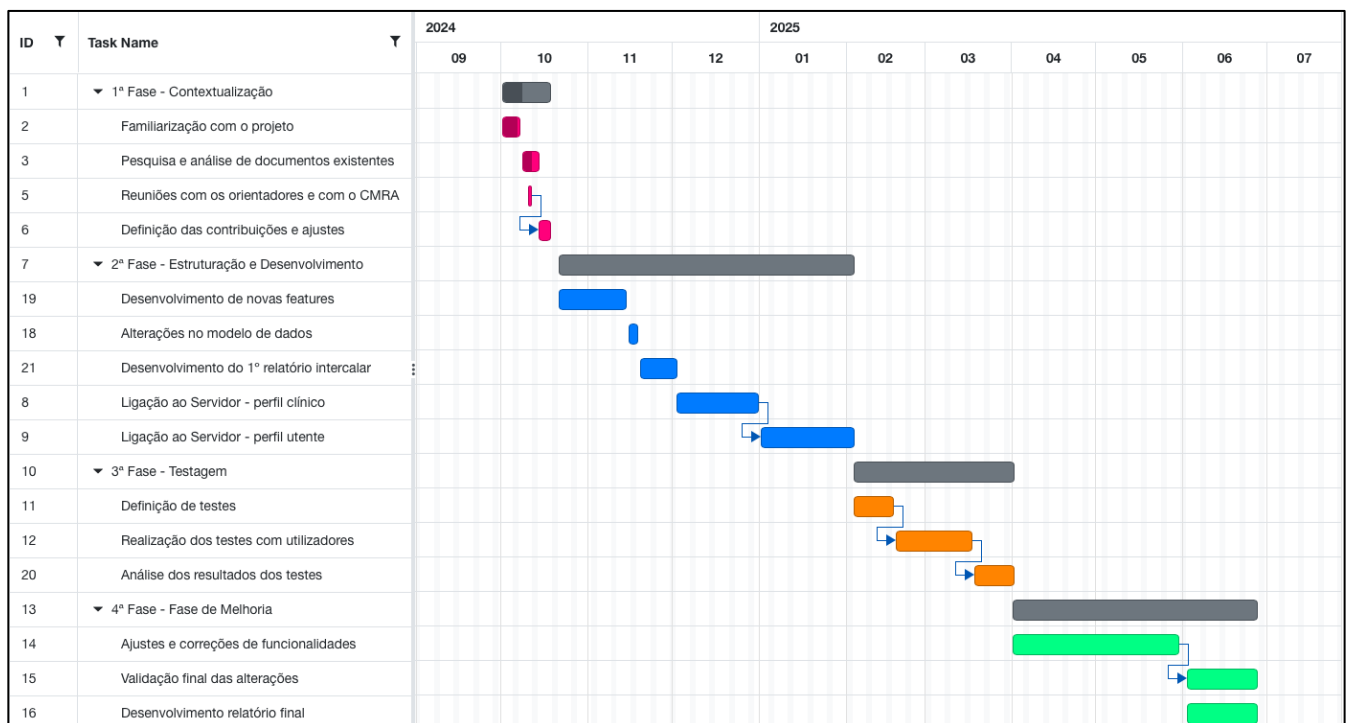 2024 2025
ID Task Name
09 10 11 12 01 02 03 04 05 06 07
1 1ª Fase - Contextualização
2 Familiarização com o projeto
3 Pesquisa e análise de documentos existentes
5 Reuniões com os orientadores e com o CMRA
6 Definição das contribuições e ajustes
7 2ª Fase - Estruturação e Desenvolvimento
19 Desenvolvimento de novas features
18 Alterações no modelo de dados
21 Desenvolvimento do 1º relatório intercalar
8 Ligação ao Servidor - perfil clínico
9 Ligação ao Servidor - perfil utente
10 3ª Fase - Testagem
11 Definição de testes
12 Realização dos testes com utilizadores
20 Análise dos resultados dos testes
13 4ª Fase - Fase de Melhoria
14 Ajustes e correções de funcionalidades
15 Validação final das alterações
16 Desenvolvimento relatório final